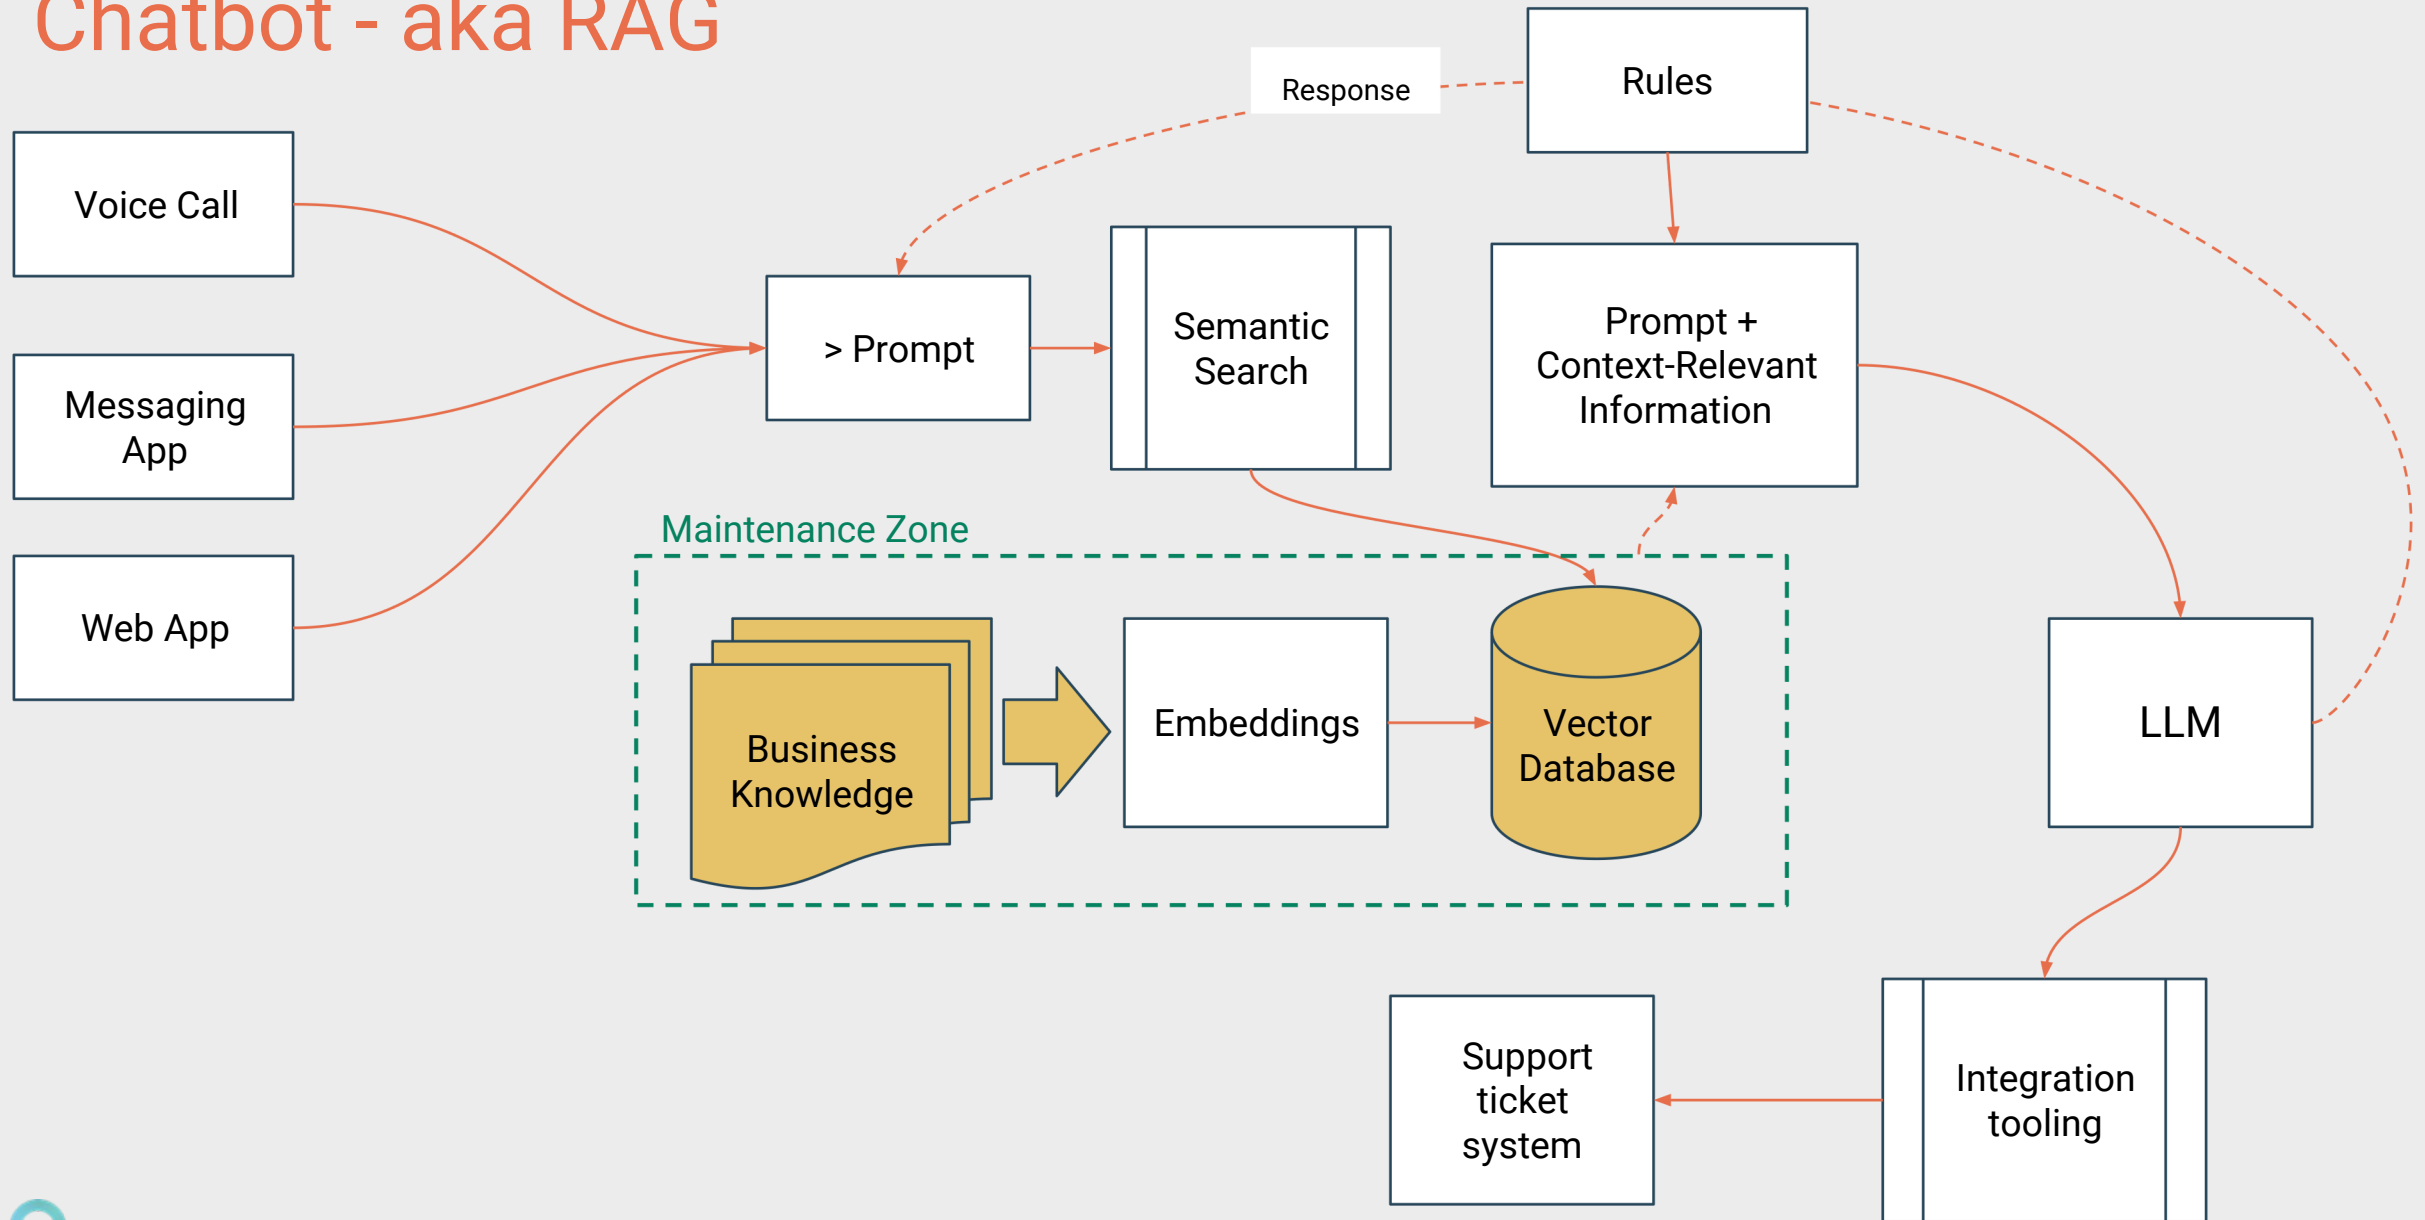 Chatbot - aka RAG
Response
Rules
Voice Call
Messaging
App
Web App
> Prompt
Semantic
Search
Prompt +
Context-Relevant
Information
Maintenance Zone
Business
Knowledge
Embeddings
Vector
Database
LLM
Support
ticket
system
Integration
tooling